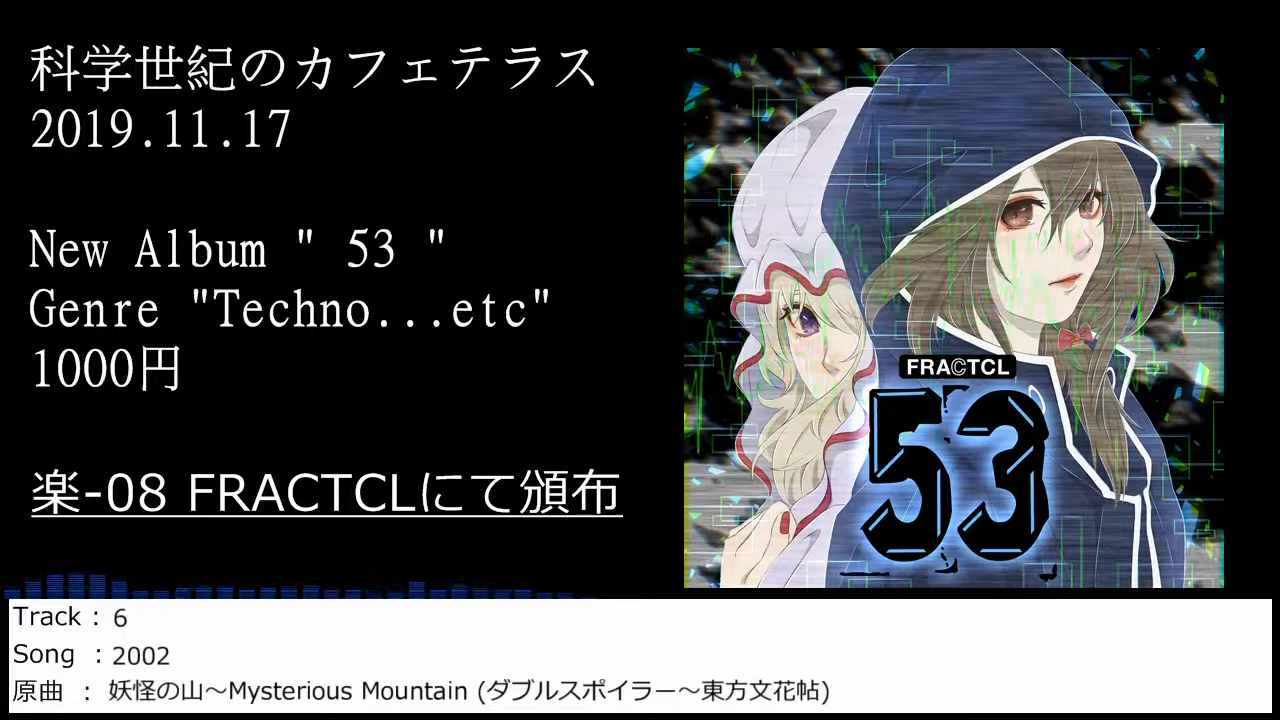 科学世紀のカフェテラス
2019.11.17
New Album " 53 "
Genre "Techno...etc"
1000円
楽-08 FRACTCLにて頒布
FRACTCL
53
Track : 6
Song : 2002
原曲 : 妖怪の山～Mysterious Mountain (ダブルスポイラー～東方文花帖)